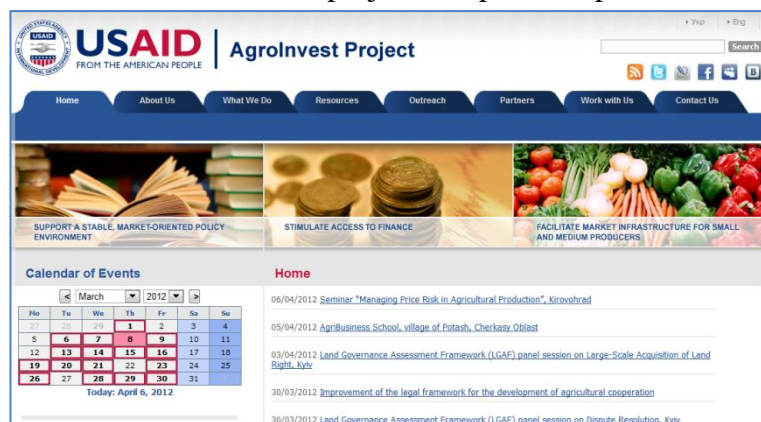 USAID
USAID
FROM THE AMERICAN PEOPLE
AgroInvest Project
Укр
Eng
Search
Home
About Us
What We Do
Resources
Outreach
Partners
Work with Us
Contact Us
SUPPORT A STABLE, MARKET-ORIENTED POLICY
ENVIRONMENT
STIMULATE ACCESS TO FINANCE
FACILITATE MARKET INFRASTRUCTURE FOR SMALL
AND MEDIUM PRODUCERS
Calendar of Events
< March 2012 >
Mo Tu We Th Fr Sa Su
27 28 29 1 2 3 4
5 6 7 8 9 10 11
12 13 14 15 16 17 18
19 20 21 22 23 24 25
26 27 28 29 30 31
Today: April 6, 2012
Home
06/04/2012 Seminar "Managing Price Risk in Agricultural Production", Kirovohrad
05/04/2012 AgriBusiness School, village of Potash, Cherkasy Oblast
03/04/2012 Land Governance Assessment Framework (LGAF) panel session on Large-Scale Acquisition of Land
Right, Kyiv
30/03/2012 Improvement of the legal framework for the development of agricultural cooperation
30/03/2012 Land Governance Assessment Framework (LGAF) panel session on Dispute Resolution, Kyiv